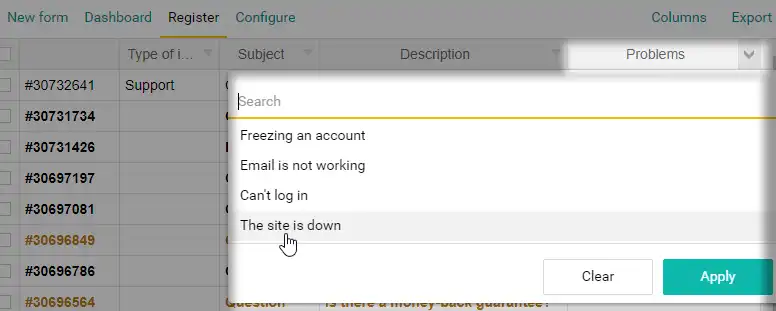 New form Dashboard Register Configure Columns Export
Type of i... Subject Description Problems
#30732641 Support
Search
#30731734
Freezing an account
#30731426
Email is not working
#30697197
Can't log in
#30697081
The site is down
#30696849
#30696786
Clear Apply
#30696564 Question Is there a money-back guarantee?